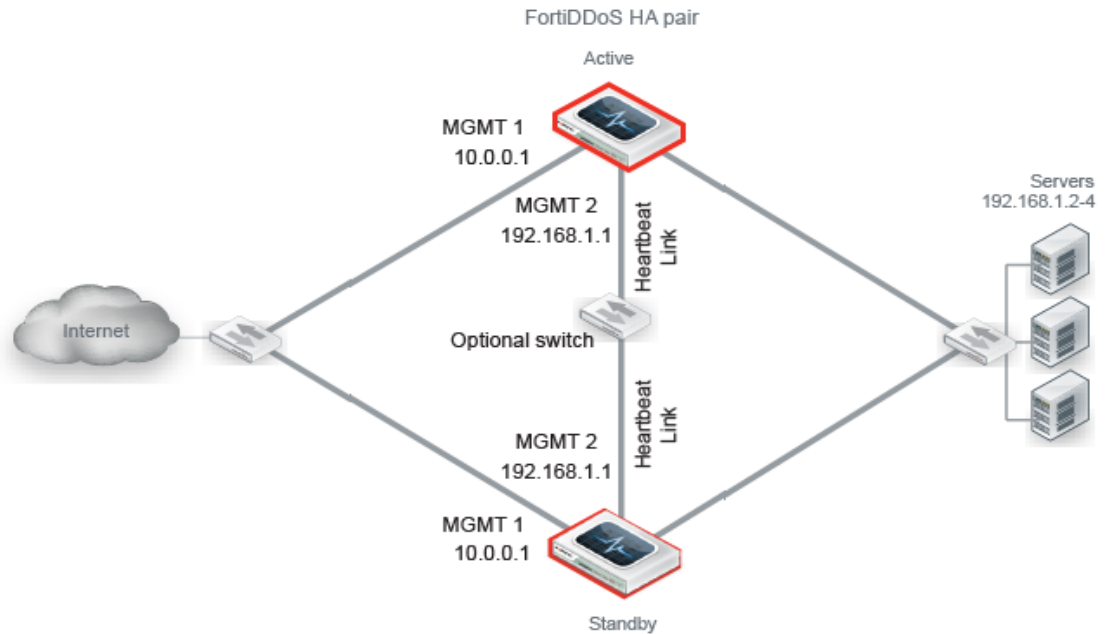 FortiDDoS HA pair
Active
MGMT 1
10.0.0.1
MGMT 2
192.168.1.1
Heartbeat
Link
Servers
192.168.1.2-4
Internet
Optional switch
Heartbeat
Link
MGMT 2
192.168.1.1
MGMT 1
10.0.0.1
Standby